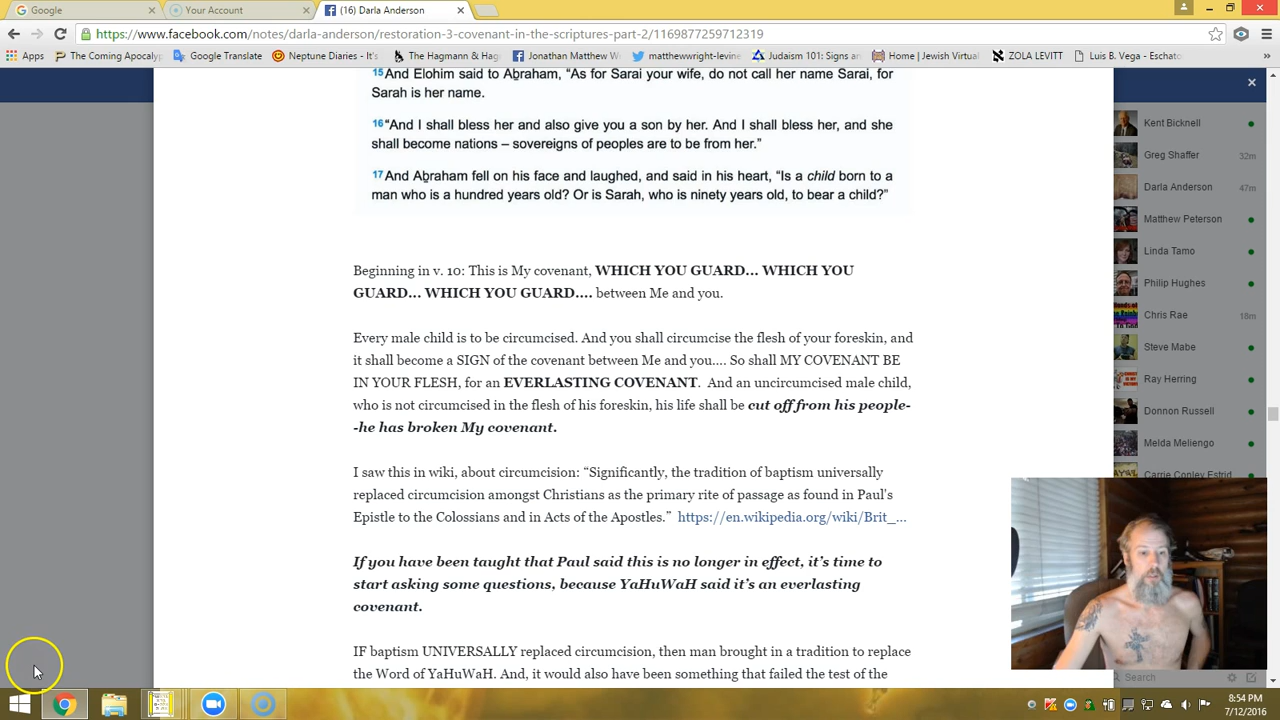 Google
Your Account
(16) Darla Anderson
https://www.facebook.com/notes/darla-anderson/restoration-3-covenant-in-the-scriptures-part-2/1169877259712319
Apps
The Coming Apocalyp
Google Translate
Neptune Diaries - It's
The Hagmann & Hagm
Jonathan Matthew W
matthewwright-levine
Judaism 101: Signs an
Home | Jewish Virtual
ZOLA LEVITT
Luis B. Vega - Eschato
15And Elohim said to Abraham, “As for Sarai your wife, do not call her name Sarai, for
Sarah is her name.
16“And I shall bless her and also give you a son by her. And I shall bless her, and she
shall become nations – sovereigns of peoples are to be from her.”
17And Abraham fell on his face and laughed, and said in his heart, “Is a child born to a
man who is a hundred years old? Or is Sarah, who is ninety years old, to bear a child?”
Beginning in v. 10: This is My covenant, WHICH YOU GUARD... WHICH YOU
GUARD... WHICH YOU GUARD.... between Me and you.
Every male child is to be circumcised. And you shall circumcise the flesh of your foreskin, and
it shall become a SIGN of the covenant between Me and you.... So shall MY COVENANT BE
IN YOUR FLESH, for an EVERLASTING COVENANT. And an uncircumcised male child,
who is not circumcised in the flesh of his foreskin, his life shall be cut off from his people-
-he has broken My covenant.
I saw this in wiki, about circumcision: “Significantly, the tradition of baptism universally
replaced circumcision amongst Christians as the primary rite of passage as found in Paul's
Epistle to the Colossians and in Acts of the Apostles.” https://en.wikipedia.org/wiki/Brit_...
If you have been taught that Paul said this is no longer in effect, it's time to
start asking some questions, because YaHuWaH said it's an everlasting
covenant.
IF baptism UNIVERSALLY replaced circumcision, then man brought in a tradition to replace
the Word of YaHuWaH. And, it would also have been something that failed the test of the
Kent Bicknell
Greg Shaffer 32m
Darla Anderson 47m
Matthew Peterson
Linda Tamo
Philip Hughes
Chris Rae 18m
Steve Mabe
Ray Herring
Donnon Russell
Melda Meliengo
Carrie Conley Estrid
Search
8:54 PM
7/12/2016